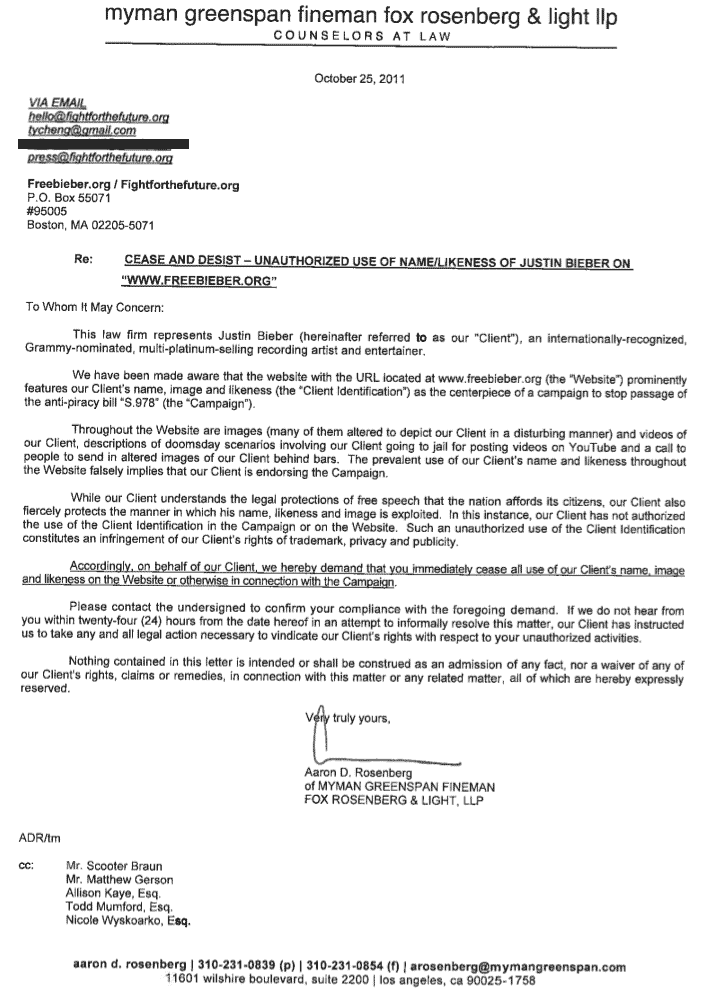 myman greenspan fineman fox rosenberg & light llp
COUNSELORS AT LAW
October 25, 2011
VIA EMAIL
hello@fightforthefuture.org
tycheng@gmail.com
press@fightforthefuture.org
Freebieber.org / Fightforthefuture.org
P.O. Box 55071
#95005
Boston, MA 02205-5071
Re: CEASE AND DESIST – UNAUTHORIZED USE OF NAME/LIKENESS OF JUSTIN BIEBER ON
"WWW.FREEBIEBER.ORG"
To Whom It May Concern:
This law firm represents Justin Bieber (hereinafter referred to as our "Client"), an internationally-recognized,
Grammy-nominated, multi-platinum-selling recording artist and entertainer.
We have been made aware that the website with the URL located at www.freebieber.org (the "Website") prominently
features our Client's name, image and likeness (the "Client Identification") as the centerpiece of a campaign to stop passage of
the anti-piracy bill "S.978" (the "Campaign").
Throughout the Website are images (many of them altered to depict our Client in a disturbing manner) and videos of
our Client, descriptions of doomsday scenarios involving our Client going to jail for posting videos on YouTube and a call to
people to send in altered images of our Client behind bars. The prevalent use of our Client's name and likeness throughout
the Website falsely implies that our Client is endorsing the Campaign.
While our Client understands the legal protections of free speech that the nation affords its citizens, our Client also
fiercely protects the manner in which his name, likeness and image is exploited. In this instance, our Client has not authorized
the use of the Client Identification in the Campaign or on the Website. Such an unauthorized use of the Client Identification
constitutes an infringement of our Client's rights of trademark, privacy and publicity.
Accordingly, on behalf of our Client, we hereby demand that you immediately cease all use of our Client's name, image
and likeness on the Website or otherwise in connection with the Campaign.
Please contact the undersigned to confirm your compliance with the foregoing demand. If we do not hear from
you within twenty-four (24) hours from the date hereof in an attempt to informally resolve this matter, our Client has instructed
us to take any and all legal action necessary to vindicate our Client's rights with respect to your unauthorized activities.
Nothing contained in this letter is intended or shall be construed as an admission of any fact, nor a waiver of any of
our Client's rights, claims or remedies, in connection with this matter or any related matter, all of which are hereby expressly
reserved.
Very truly yours,
Aaron D. Rosenberg
of MYMAN GREENSPAN FINEMAN
FOX ROSENBERG & LIGHT, LLP
ADR/tm
cc: Mr. Scooter Braun
Mr. Matthew Gerson
Allison Kaye, Esq.
Todd Mumford, Esq.
Nicole Wyskoarko, Esq.
aaron d. rosenberg | 310-231-0839 (p) | 310-231-0854 (f) | arosenberg@mymangreenspan.com
11601 wilshire boulevard, suite 2200 | los angeles, ca 90025-1758